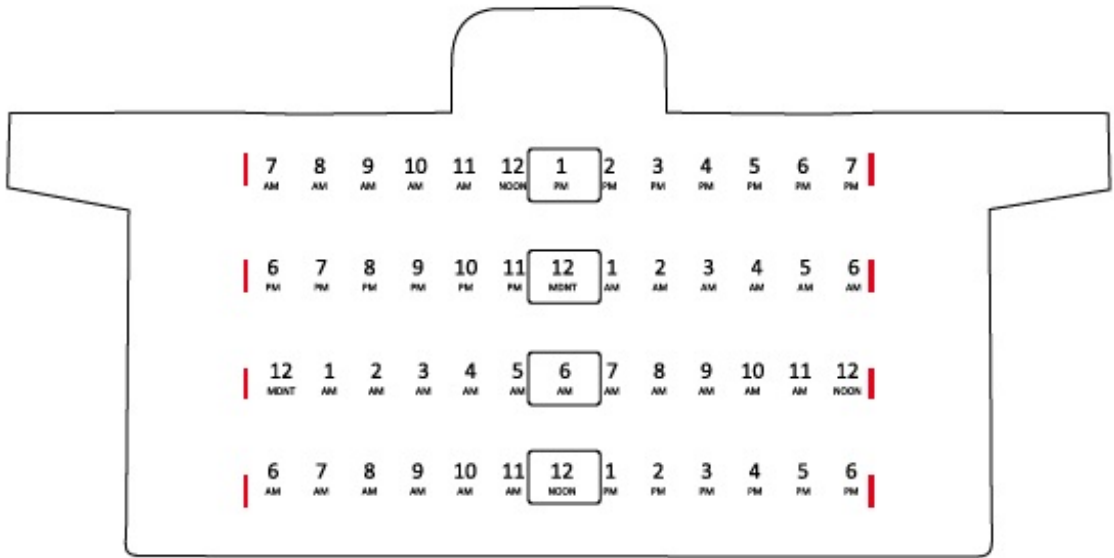 7 8 9 10 11 12 1 2 3 4 5 6 7
AM AM AM AM AM NOON PM PM PM PM PM PM PM
6 7 8 9 10 11 12 1 2 3 4 5 6
PM PM PM PM PM PM MDNT AM AM AM AM AM AM
12 1 2 3 4 5 6 7 8 9 10 11 12
MDNT AM AM AM AM AM AM AM AM AM AM AM NOON
6 7 8 9 10 11 12 1 2 3 4 5 6
AM AM AM AM AM AM NOON PM PM PM PM PM PM